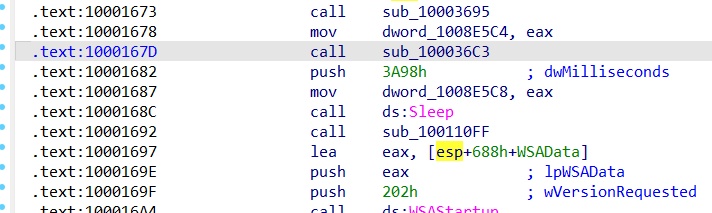 .text:10001673 call sub_10003695
.text:10001678 mov dword_1008E5C4, eax
.text:1000167D call sub_100036C3
.text:10001682 push 3A98h ; dwMilliseconds
.text:10001687 mov dword_1008E5C8, eax
.text:1000168C call ds:Sleep
.text:10001692 call sub_100110FF
.text:10001697 lea eax, [esp+688h+WSAData]
.text:1000169E push eax ; lpWSAData
.text:1000169F push 202h ; wVersionRequested
.text:100016A4 call ds:WSAStartup